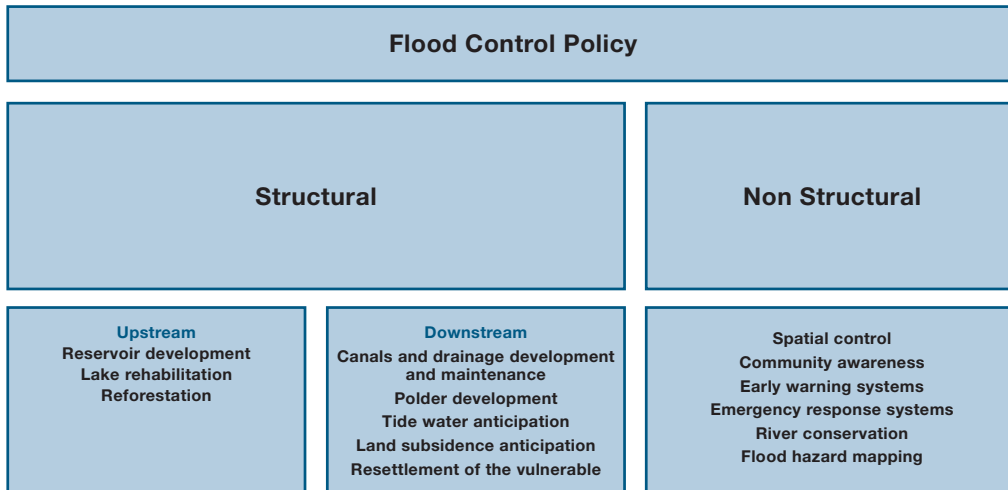 Flood Control Policy
Structural
Non Structural
Upstream
Reservoir development
Lake rehabilitation
Reforestation
Downstream
Canals and drainage development
and maintenance
Polder development
Tide water anticipation
Land subsidence anticipation
Resettlement of the vulnerable
Spatial control
Community awareness
Early warning systems
Emergency response systems
River conservation
Flood hazard mapping